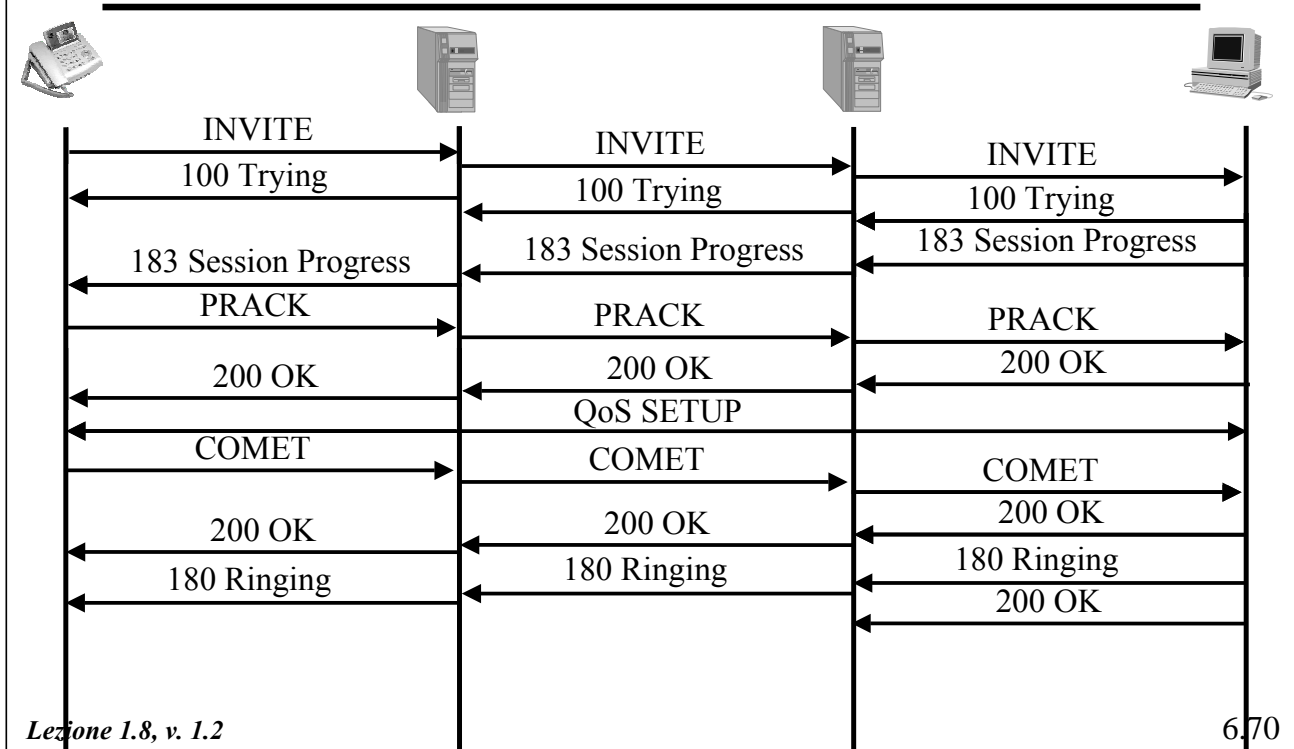 INVITE
INVITE
INVITE
100 Trying
100 Trying
100 Trying
183 Session Progress
183 Session Progress
183 Session Progress
PRACK
PRACK
PRACK
200 OK
200 OK
200 OK
QoS SETUP
COMET
COMET
COMET
200 OK
200 OK
200 OK
180 Ringing
180 Ringing
180 Ringing
200 OK
Lezione 1.8, v. 1.2
6.70